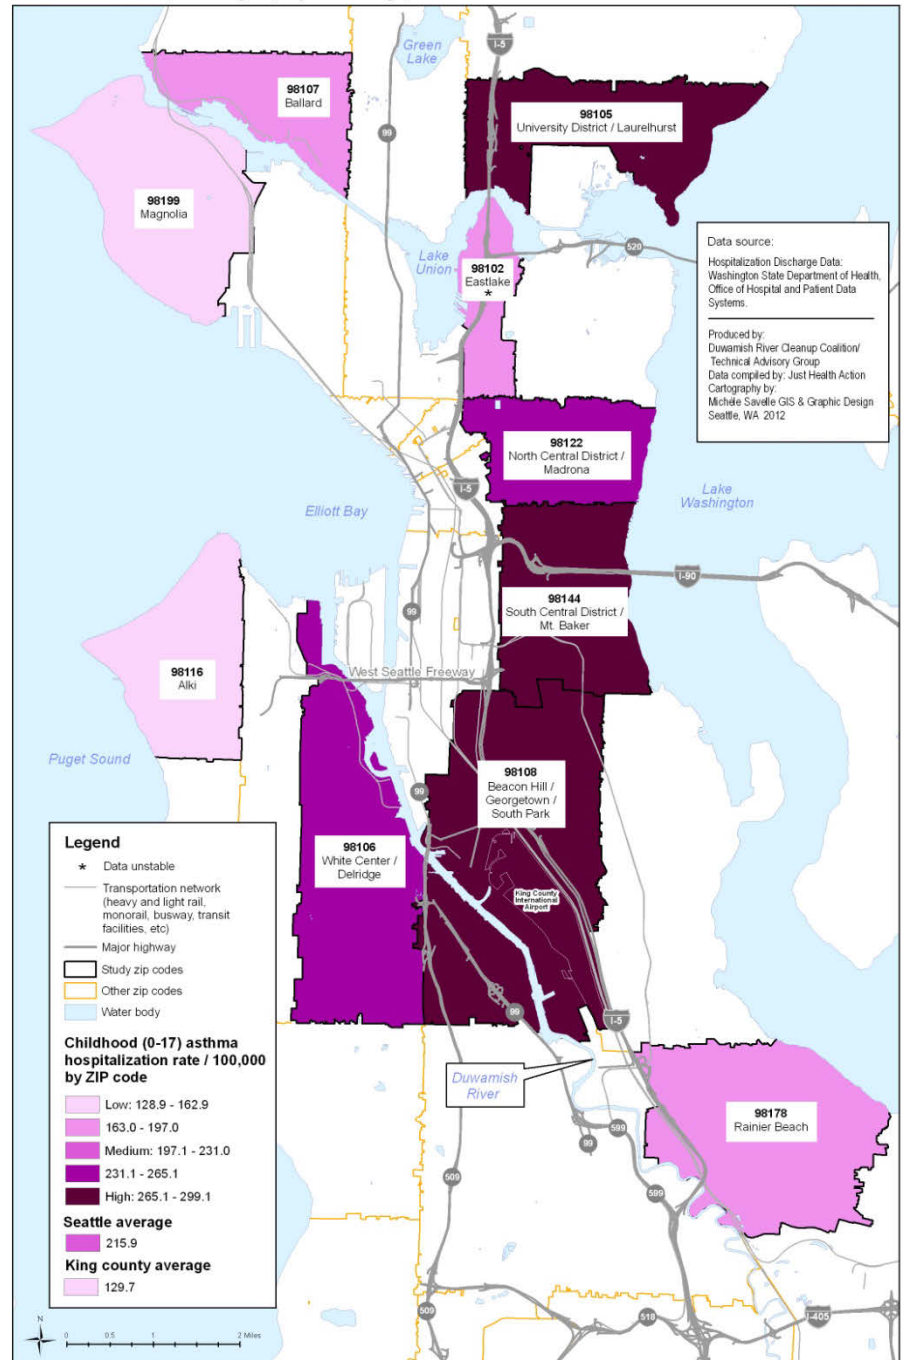 99
I-5
Green
Lake
98107
Ballard
99
98105
University District / Laurelhurst
98199
Magnolia
Lake
Union
98102
Eastlake
*
520
Data source:
Hospitalization Discharge Data:
Washington State Department of Health,
Office of Hospital and Patient Data
Systems.
Produced by:
Duwamish River Cleanup Coalition/
Technical Advisory Group
Data compiled by: Just Health Action
Cartography by:
Michéle Savelle GIS & Graphic Design
Seattle, WA 2012
98122
North Central District /
Madrona
I-5
Elliott Bay
Lake
Washington
I-90
98144
South Central District /
Mt. Baker
99
98116
Alki
West Seattle Freeway
Puget Sound
98108
Beacon Hill /
Georgetown /
South Park
99
98106
White Center /
Delridge
King County
International
Airport
99
I-5
Duwamish
River
98178
Rainier Beach
599
99
509
599
509
518
I-405
Legend
* Data unstable
Transportation network
(heavy and light rail,
monorail, busway, transit
facilities, etc)
Major highway
Study zip codes
Other zip codes
Water body
Childhood (0-17) asthma
hospitalization rate / 100,000
by ZIP code
Low: 128.9 - 162.9
163.0 - 197.0
Medium: 197.1 - 231.0
231.1 - 265.1
High: 265.1 - 299.1
Seattle average
215.9
King county average
129.7
N
0 0.5 1 2 Miles